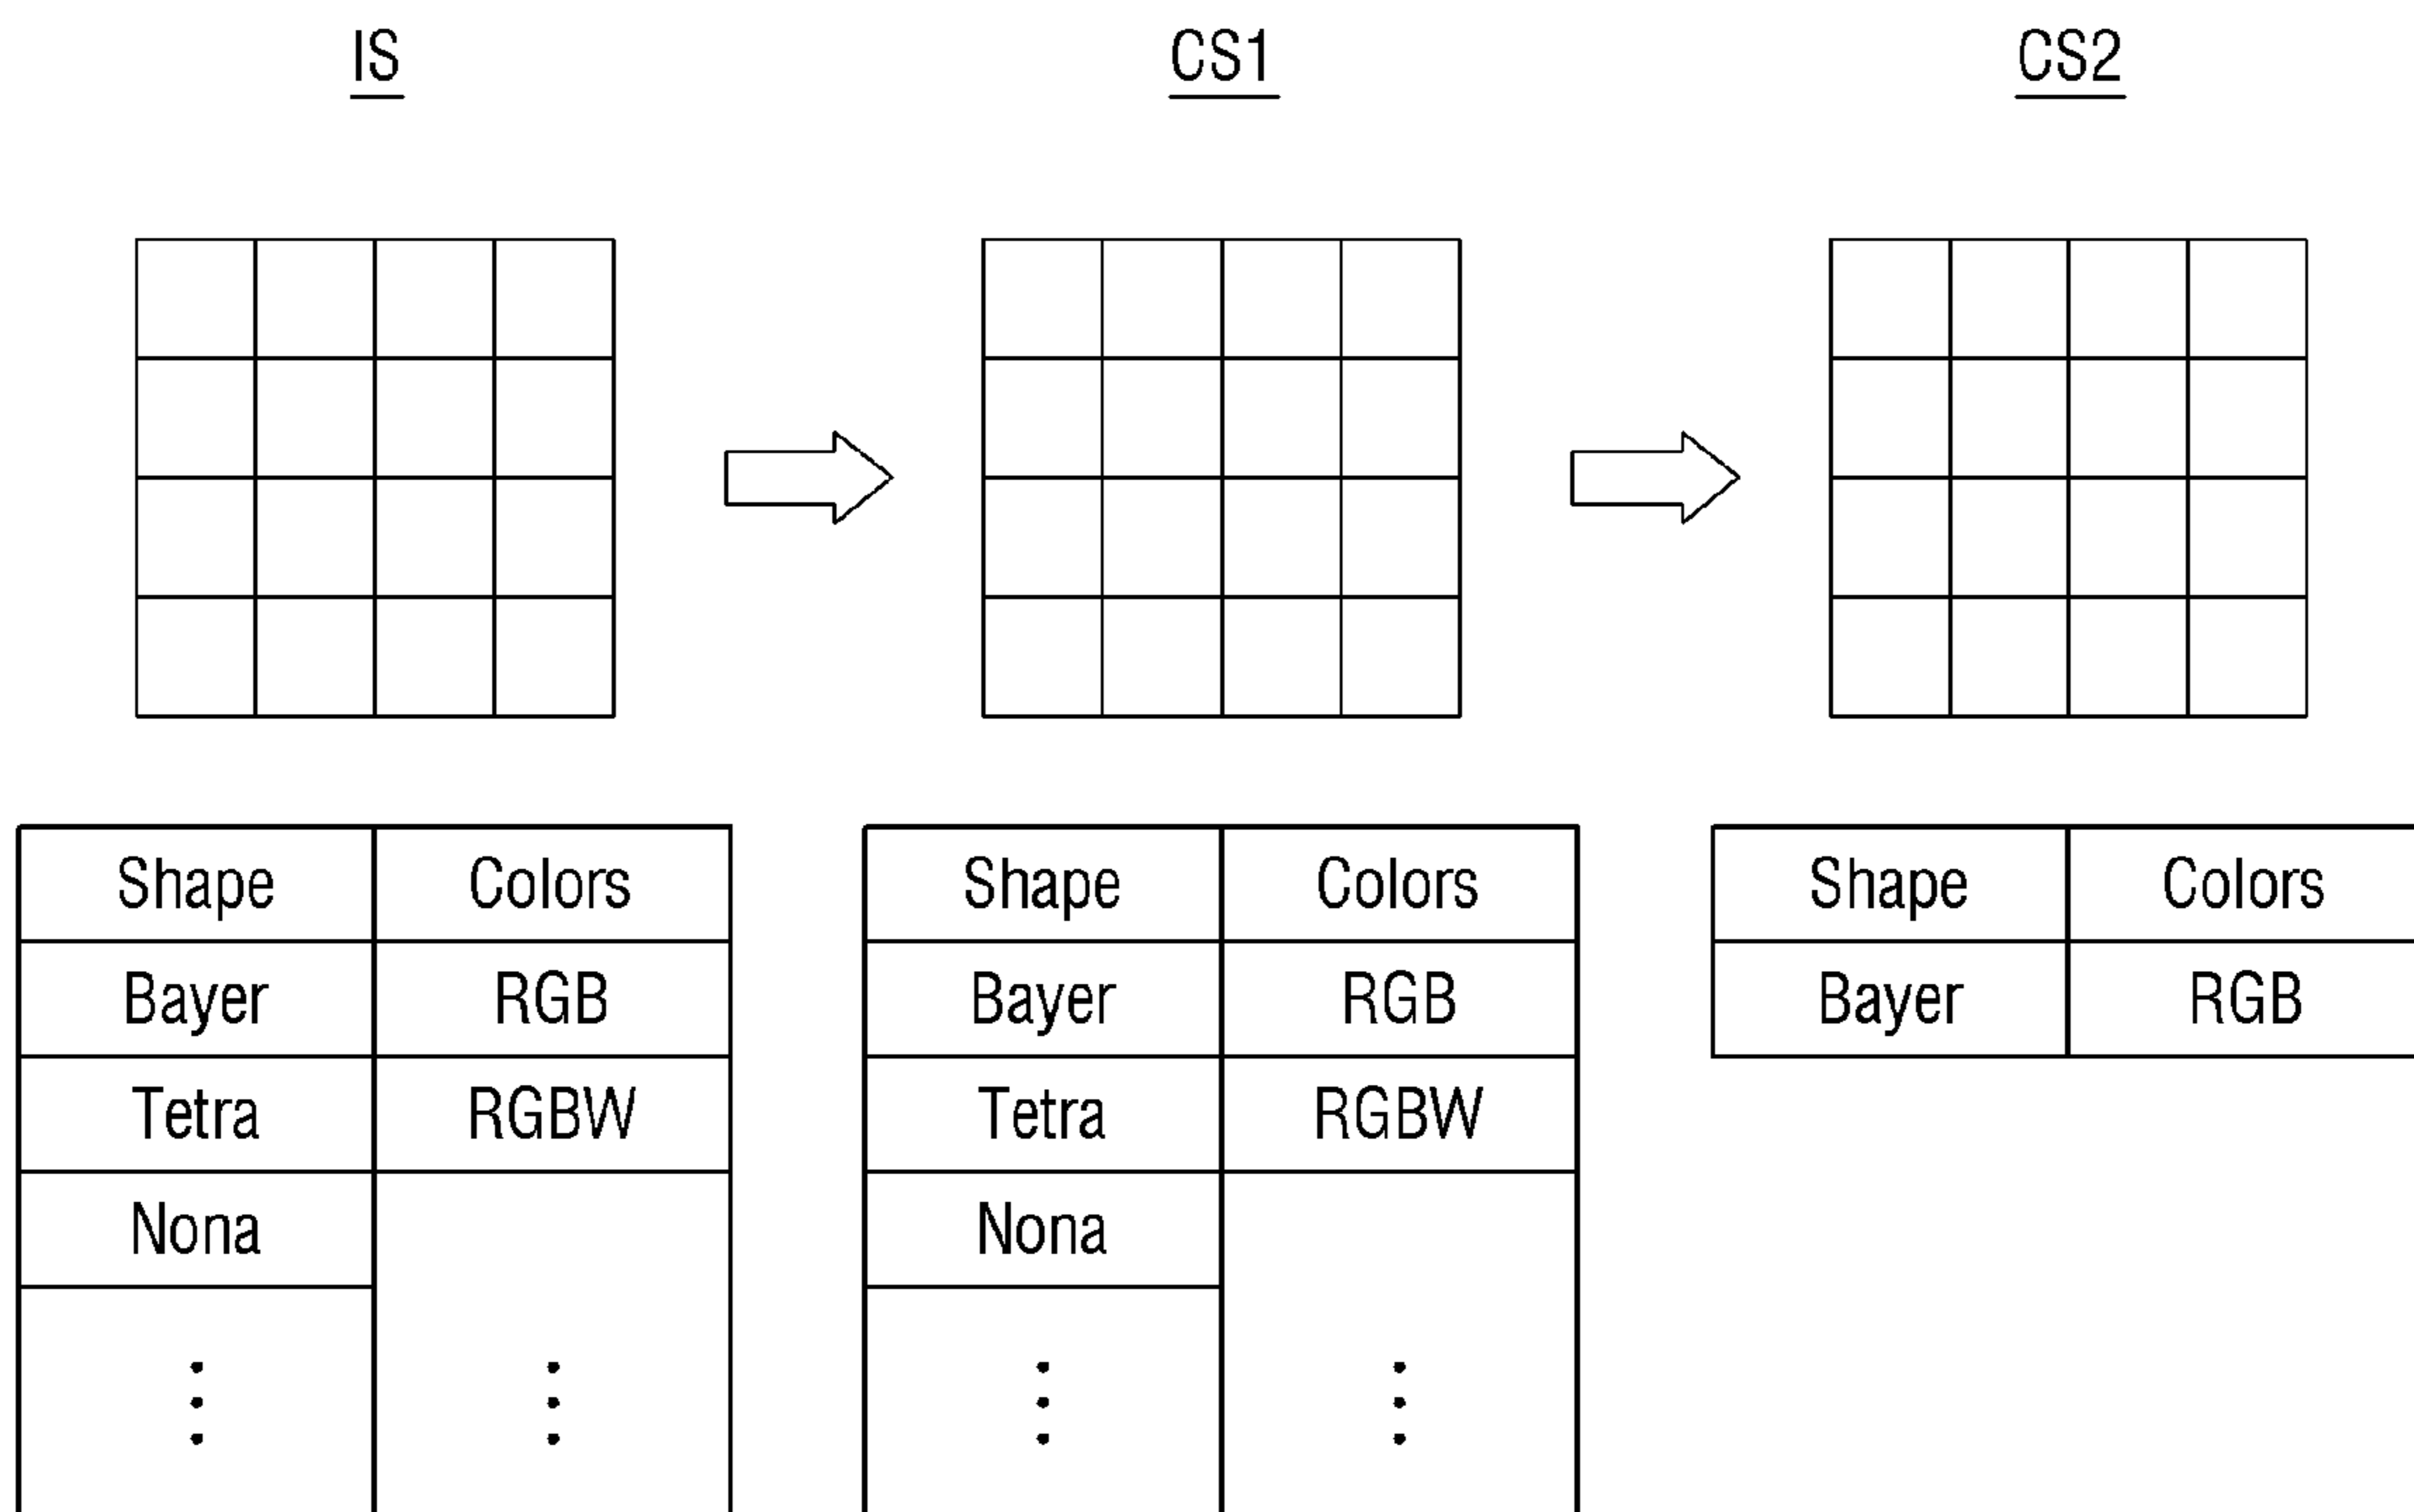 IS CS1 CS2
Shape Colors Shape Colors Shape Colors
Bayer RGB Bayer RGB Bayer RGB
Tetra RGBW Tetra RGBW
Nona Nona
⋮ ⋮ ⋮ ⋮